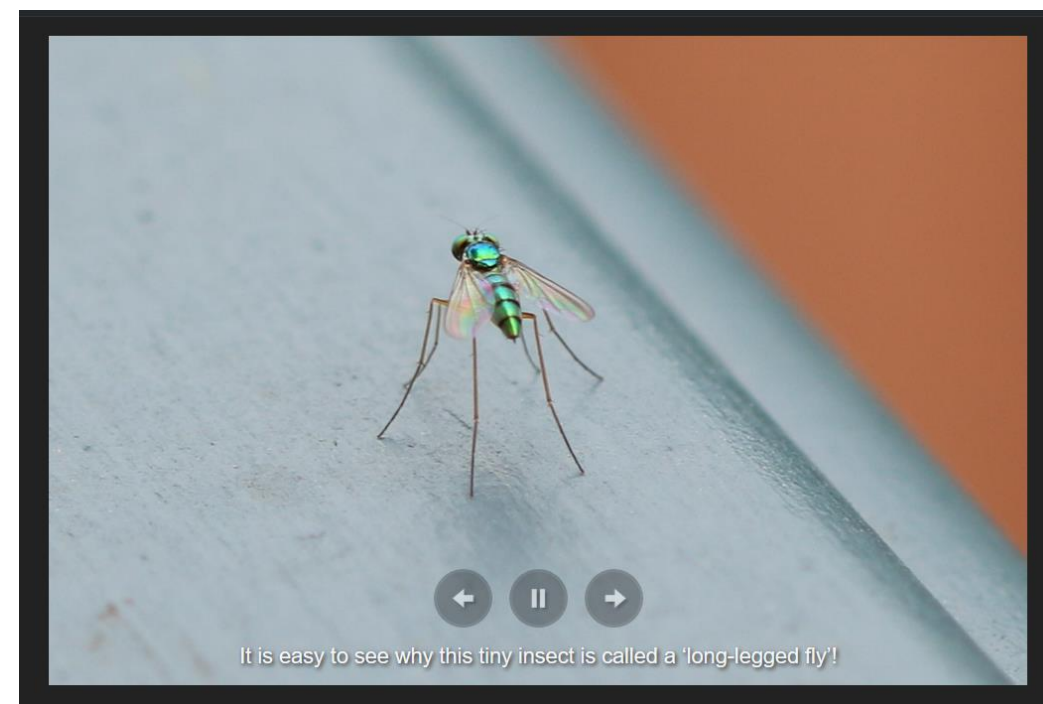 It is easy to see why this tiny insect is called a ‘long-legged fly’!